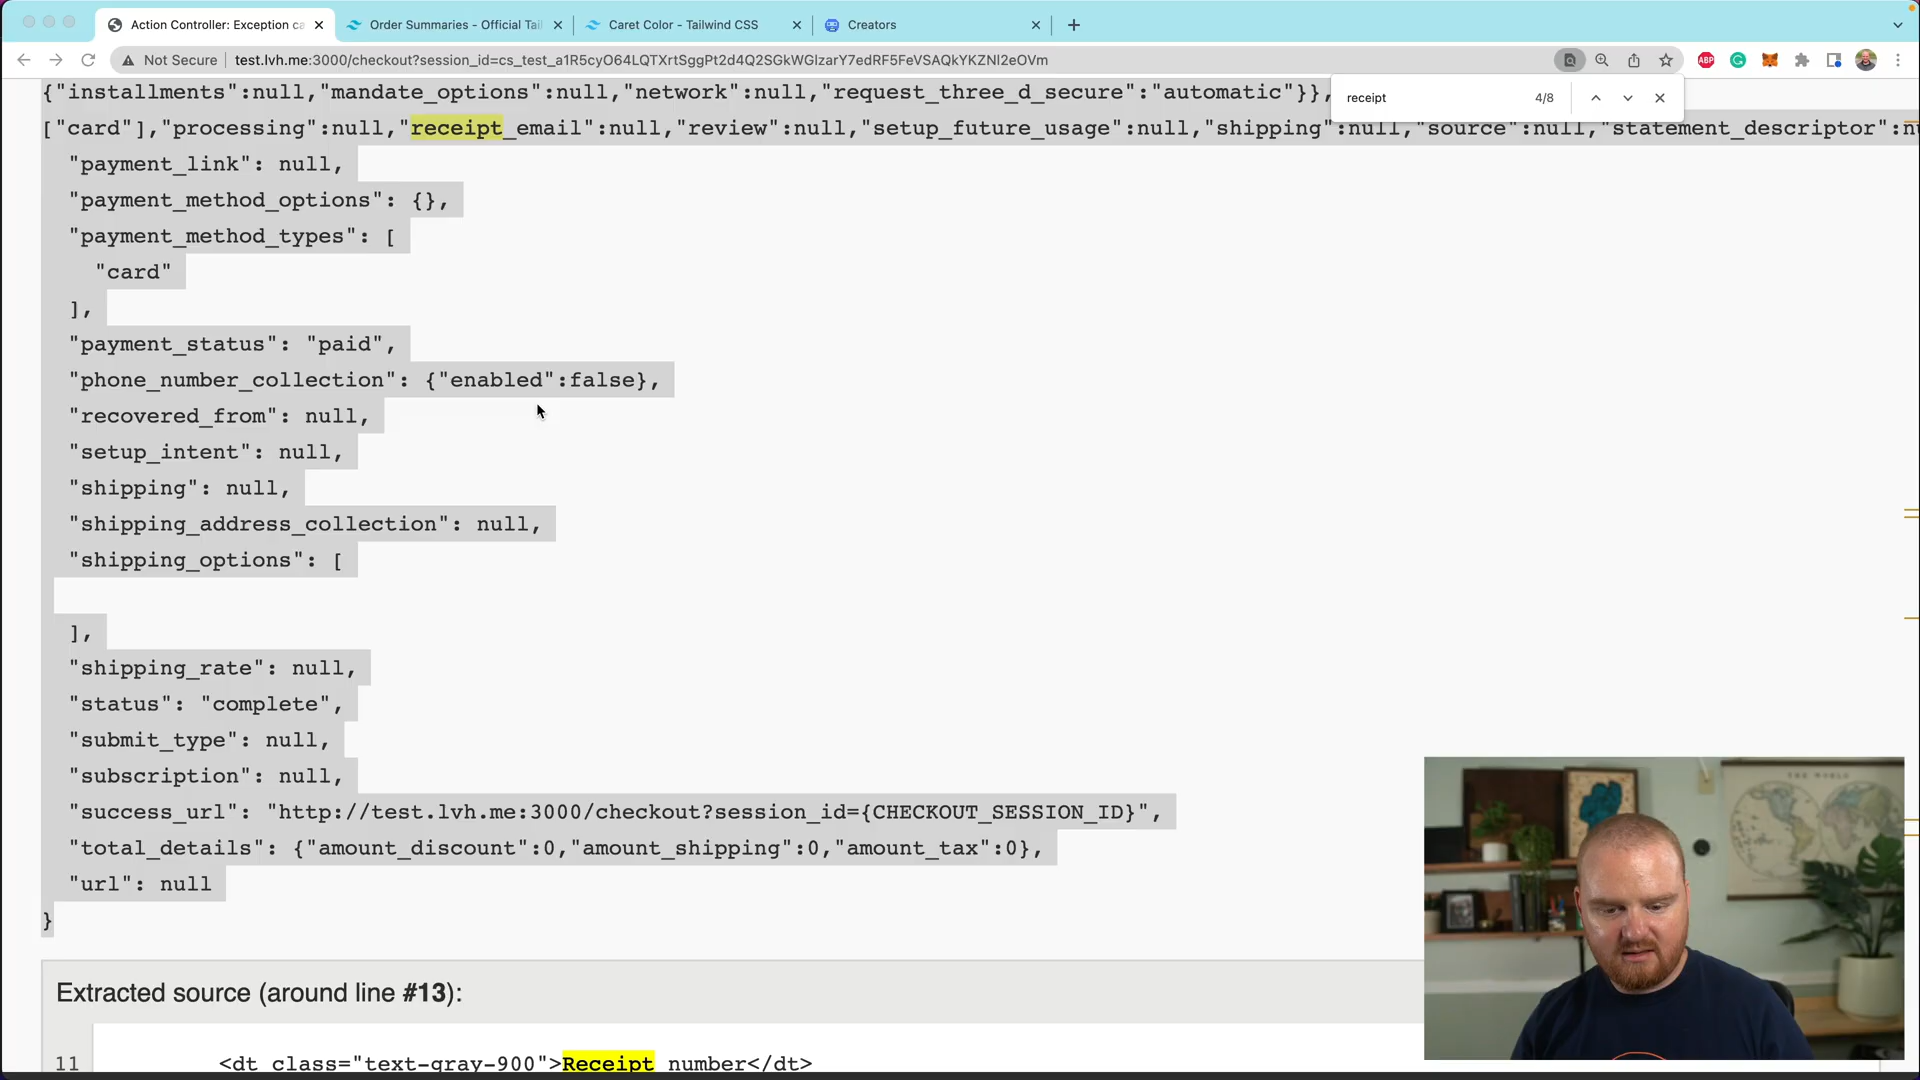 Action Controller: Exception ca
Order Summaries - Official Tail
Caret Color - Tailwind CSS
Creators
Not Secure
test.lvh.me:3000/checkout?session_id=cs_test_a1R5cyO64LQTXrtSggPt2d4Q2SGkWGIzarY7edRF5FeVSAQkYKZNl2eOVm
ABP
receipt
4/8
{"installments":null,"mandate_options":null,"network":null,"request_three_d_secure":"automatic"}},
["card"],"processing":null,"receipt_email":null,"review":null,"setup_future_usage":null,"shipping":null,"source":null,"statement_descriptor":nu
"payment_link": null,
"payment_method_options": {},
"payment_method_types": [
"card"
],
"payment_status": "paid",
"phone_number_collection": {"enabled":false},
"recovered_from": null,
"setup_intent": null,
"shipping": null,
"shipping_address_collection": null,
"shipping_options": [
],
"shipping_rate": null,
"status": "complete",
"submit_type": null,
"subscription": null,
"success_url": "http://test.lvh.me:3000/checkout?session_id={CHECKOUT_SESSION_ID}",
"total_details": {"amount_discount":0,"amount_shipping":0,"amount_tax":0},
"url": null
}
THE WORLD
Extracted source (around line #13):
11 <dt class="text-gray-900">Receipt number</dt>